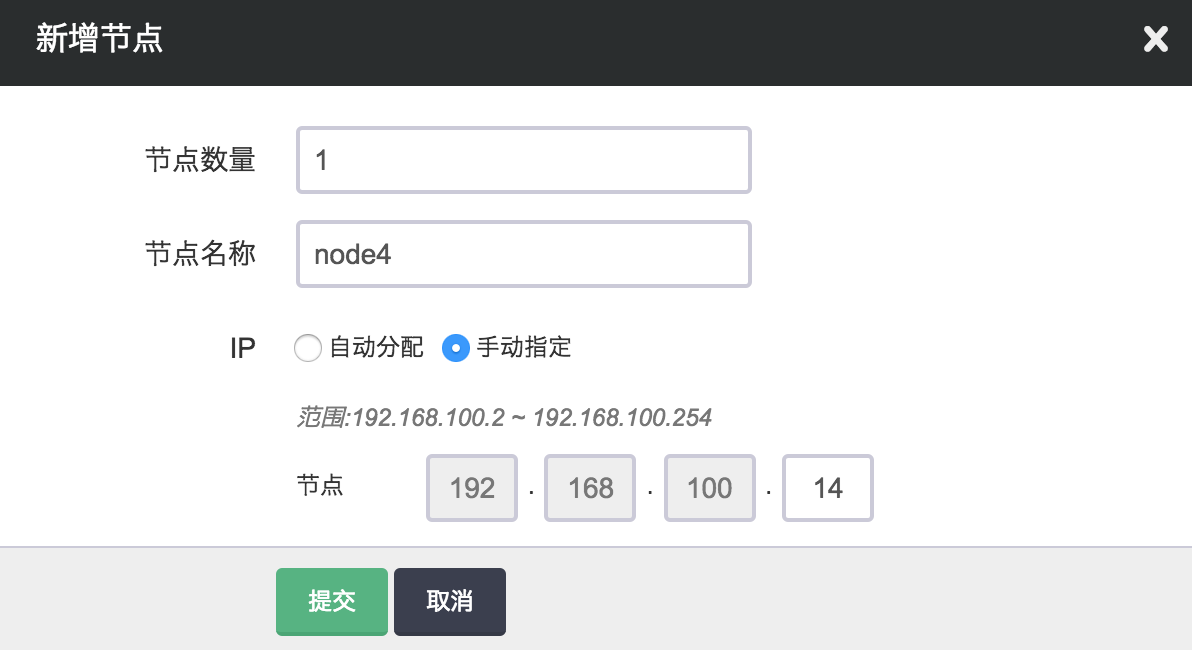 新增节点
节点数量 1
节点名称 node4
IP 自动分配 手动指定
范围:192.168.100.2 ~ 192.168.100.254
节点 192 . 168 . 100 . 14
提交 取消